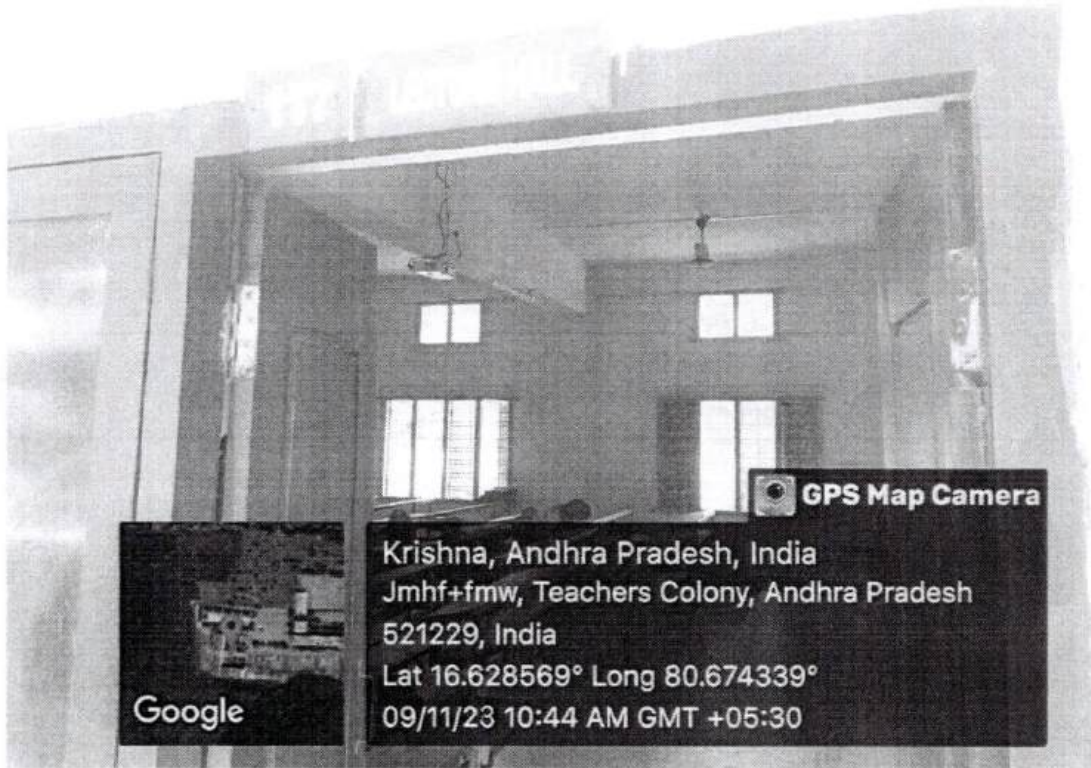 GPS Map Camera
Krishna, Andhra Pradesh, India
Jmhf+fmw, Teachers Colony, Andhra Pradesh
521229, India
Lat 16.628569° Long 80.674339°
09/11/23 10:44 AM GMT +05:30
Google